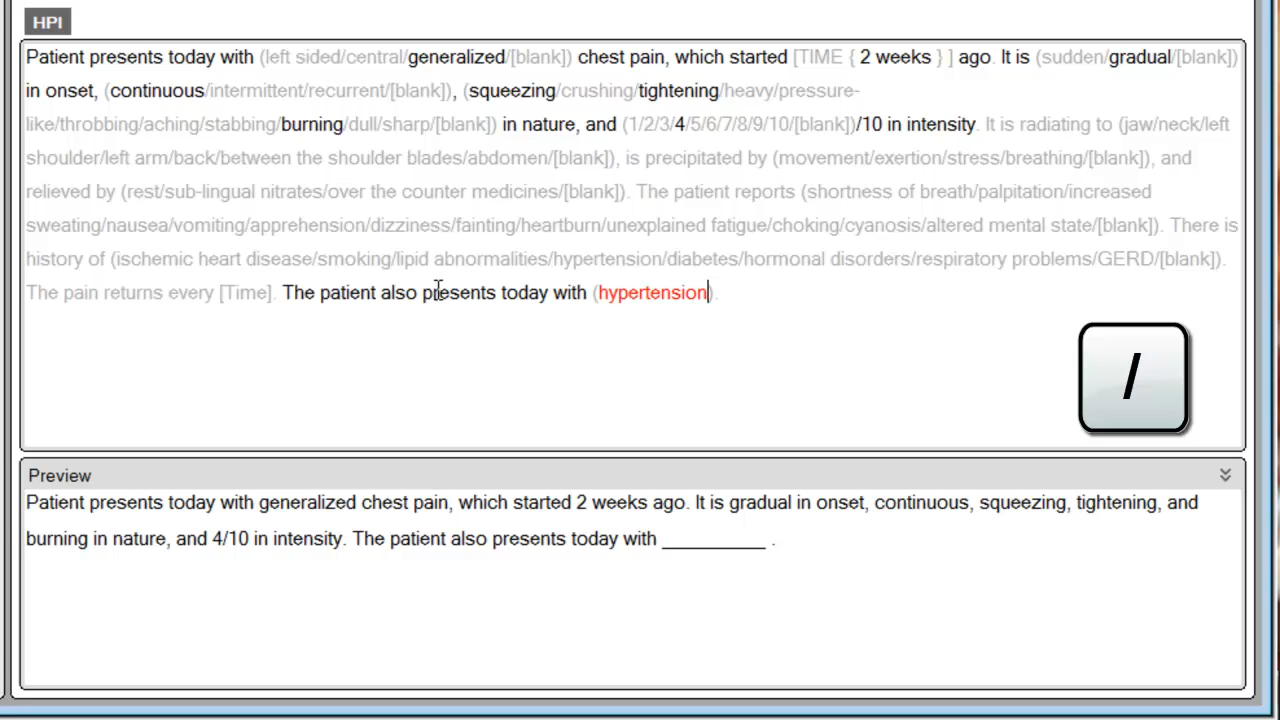 HPI
Patient presents today with (left sided/central/generalized/[blank]) chest pain, which started [TIME { 2 weeks } ] ago. It is (sudden/gradual/[blank])
in onset, (continuous/intermittent/recurrent/[blank]), (squeezing/crushing/tightening/heavy/pressure-
like/throbbing/aching/stabbing/burning/dull/sharp/[blank]) in nature, and (1/2/3/4/5/6/7/8/9/10/[blank])/10 in intensity. It is radiating to (jaw/neck/left
shoulder/left arm/back/between the shoulder blades/abdomen/[blank]), is precipitated by (movement/exertion/stress/breathing/[blank]), and
relieved by (rest/sub-lingual nitrates/over the counter medicines/[blank]). The patient reports (shortness of breath/palpitation/increased
sweating/nausea/vomiting/apprehension/dizziness/fainting/heartburn/unexplained fatigue/choking/cyanosis/altered mental state/[blank]). There is
history of (ischemic heart disease/smoking/lipid abnormalities/hypertension/diabetes/hormonal disorders/respiratory problems/GERD/[blank]).
The pain returns every [Time]. The patient also presents today with (hypertension).
/
Preview
Patient presents today with generalized chest pain, which started 2 weeks ago. It is gradual in onset, continuous, squeezing, tightening, and
burning in nature, and 4/10 in intensity. The patient also presents today with __________ .